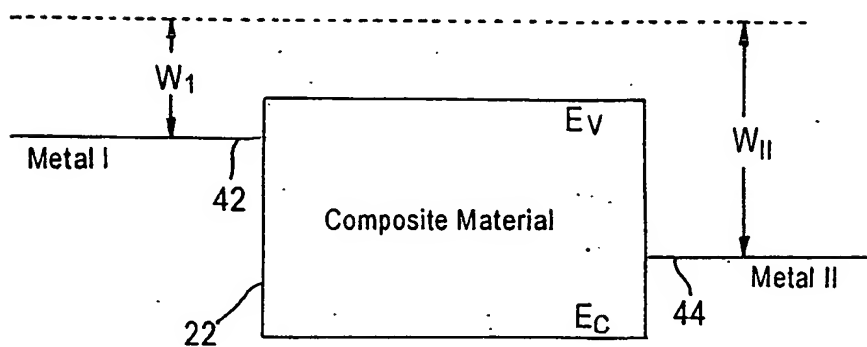 W1
EV
WII
Metal I
42
Composite Material
Metal II
22
EC
44